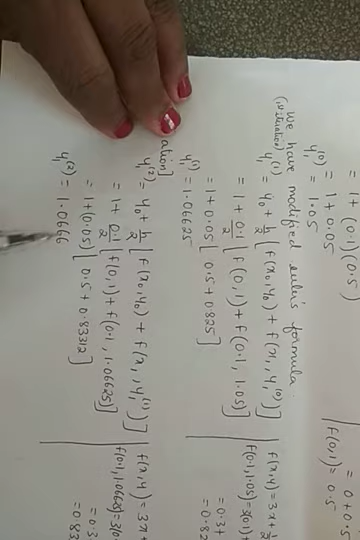 = 1 + (0.1)(0.5)
= 1 + 0.05
y₁⁽⁰⁾ = 1.05
= 0 + 0.5
f(0,1) = 0.5
We have modified euler's formula.
y₁⁽¹⁾ = y₀ + h/2 [f(x₀,y₀) + f(x₁,y₁⁽⁰⁾)]
= 1 + 0.1/2 [f(0,1) + f(0.1, 1.05)]
= 1 + 0.05 [0.5 + 0.825]
y₁⁽¹⁾ = 1.06625
f(x,y) = 3x + 1/2
f(0.1,1.05) = 3(0.1) +
= 0.3 +
= 0.82
ation]
y₁⁽²⁾ = y₀ + h/2 [f(x₀,y₀) + f(x₁,y₁⁽¹⁾)]
= 1 + 0.1/2 [f(0,1) + f(0.1, 1.06625)]
= 1 + (0.05) [0.5 + 0.83312]
y₁⁽²⁾ = 1.0666
f(x,y) = 3x +
f(0.1,1.06625) = 3(0.
= 0.3
= 0.83